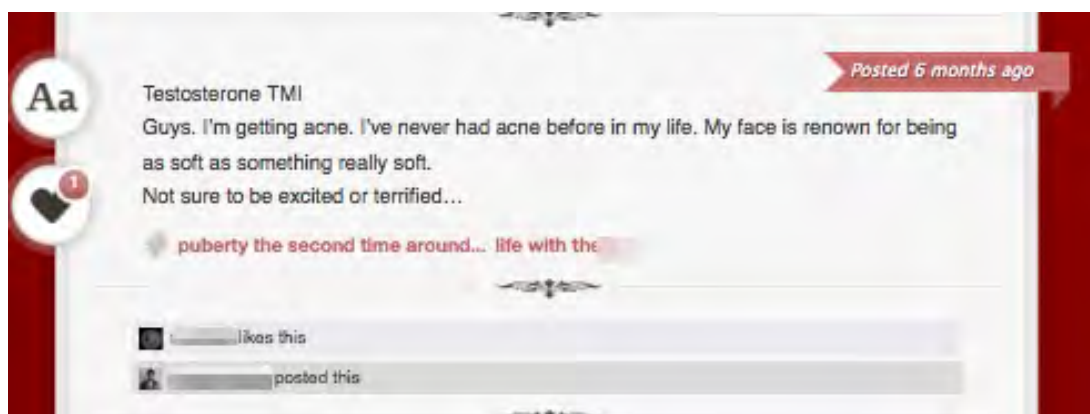 Posted 6 months ago
Aa
Testosterone TMI
Guys. I'm getting acne. I've never had acne before in my life. My face is renown for being
as soft as something really soft.
1
Not sure to be excited or terrified...
puberty the second time around... life with the
likes this
posted this